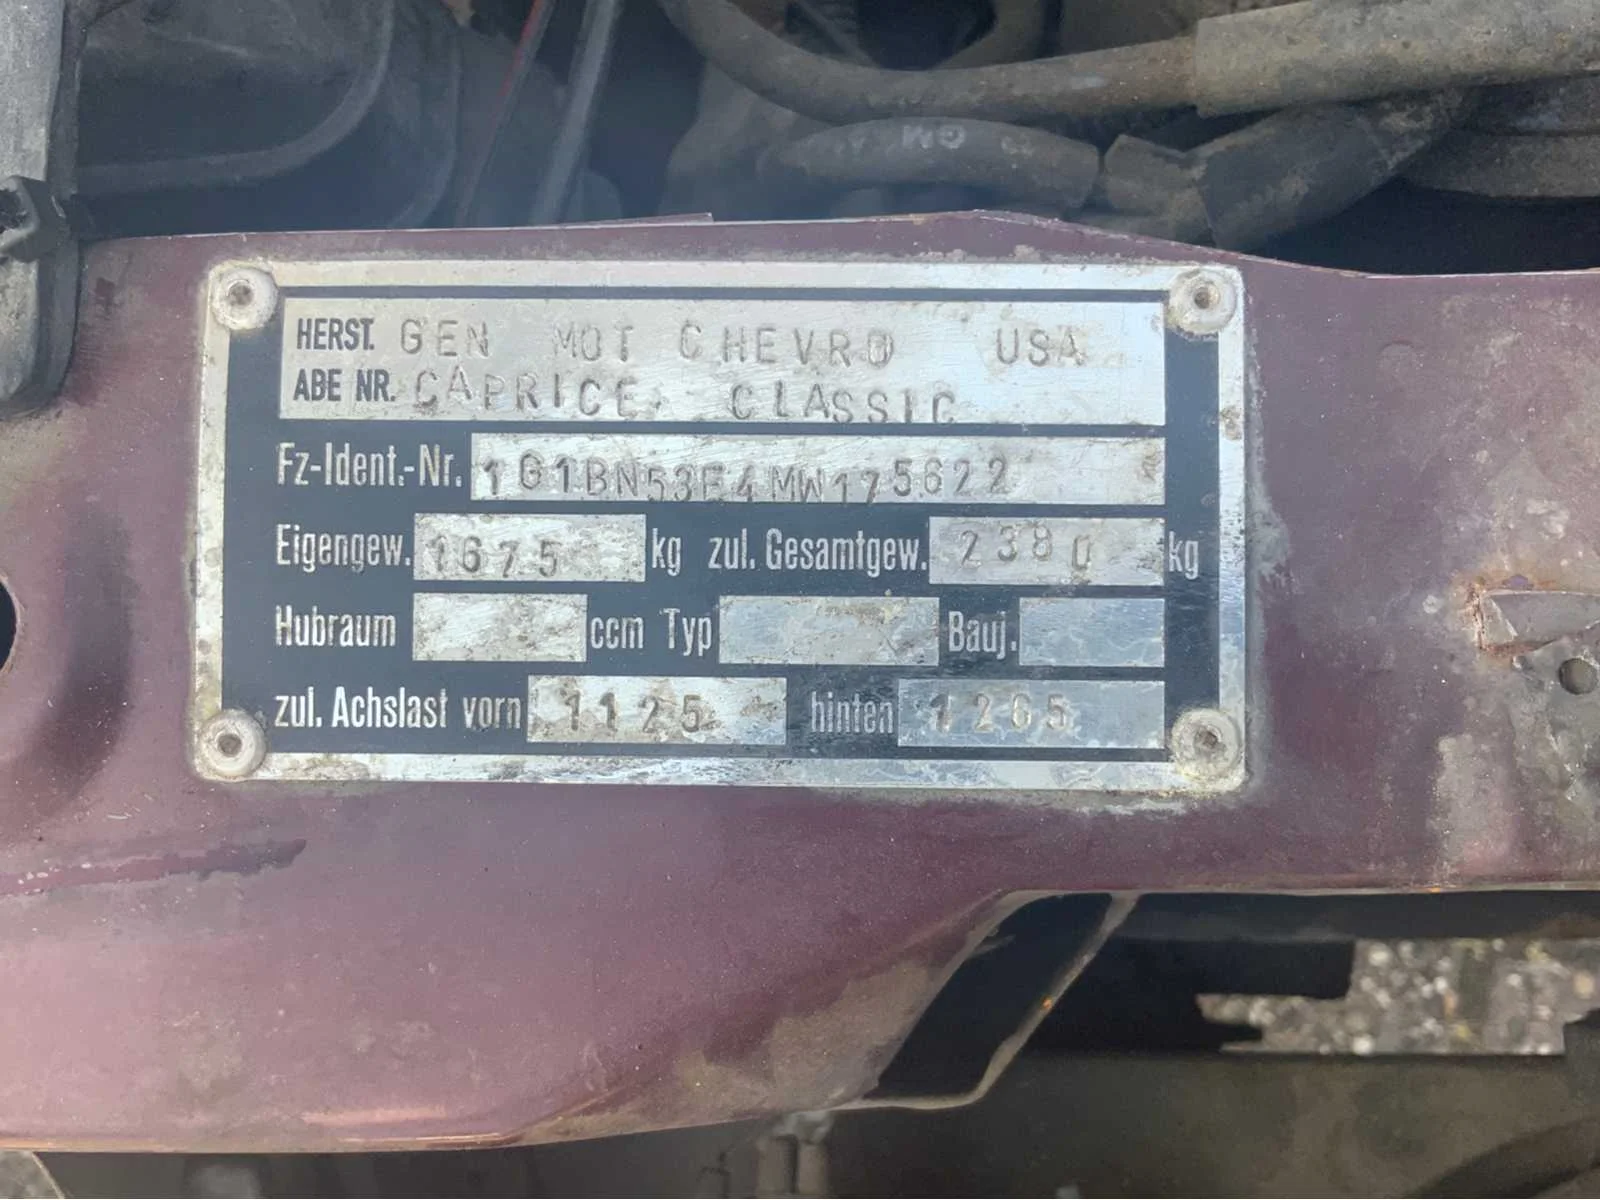 GM
HERST. GEN MOT CHEVRO USA
ABE NR. CAPRICE CLASSIC
Fz-Ident.-Nr. 1G1BN53E4MW175622
Eigengew. 1675 kg zul. Gesamtgew. 2380 kg
Hubraum ccm Typ Bauj.
zul. Achslast vorn 1125 hinten 1265